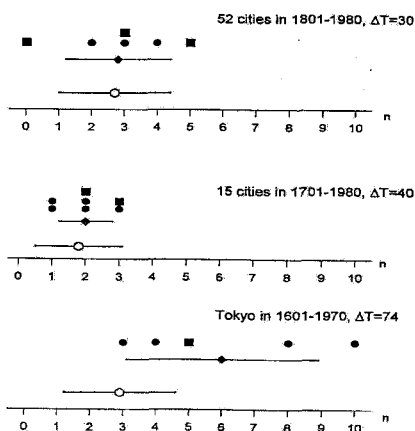 52 cities in 1801-1980, ΔT=30
0 1 2 3 4 5 6 7 8 9 10 n
15 cities in 1701-1980, ΔT=40
0 1 2 3 4 5 6 7 8 9 10 n
Tokyo in 1601-1970, ΔT=74
0 1 2 3 4 5 6 7 8 9 10 n